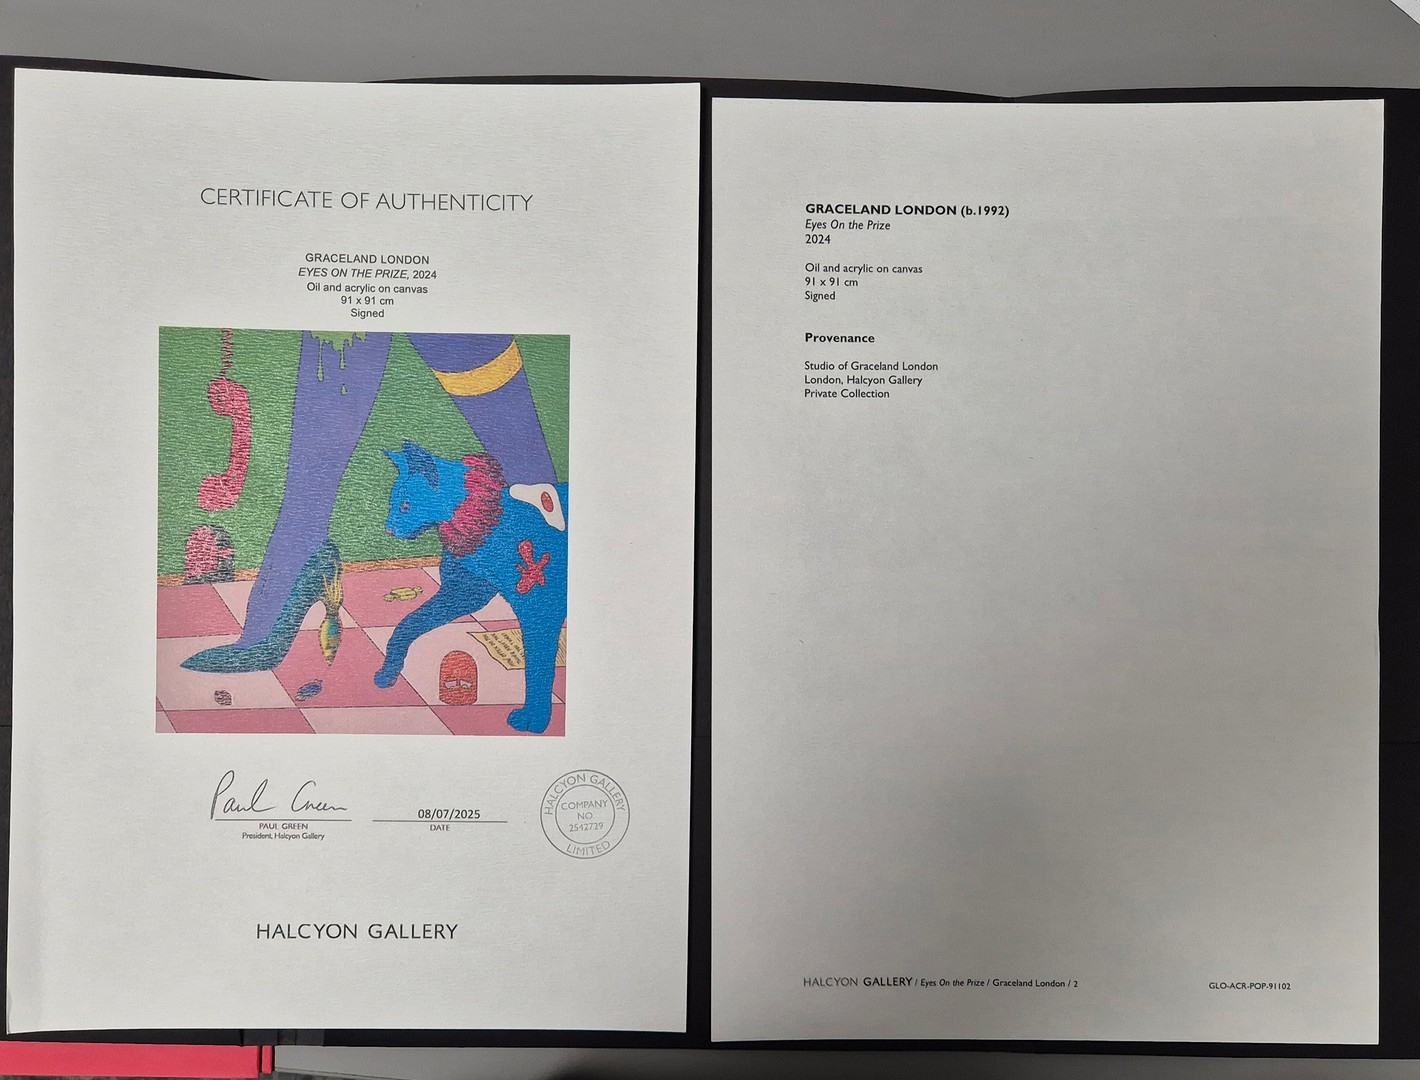 CERTIFICATE OF AUTHENTICITY
GRACELAND LONDON
EYES ON THE PRIZE, 2024
Oil and acrylic on canvas
91 x 91 cm
Signed
Paul Green
PAUL GREEN
President, Halcyon Gallery
08/07/2025
DATE
HALCYON GALLERY
COMPANY
NO.
2542729
LIMITED
HALCYON GALLERY
GRACELAND LONDON (b.1992)
Eyes On the Prize
2024
Oil and acrylic on canvas
91 x 91 cm
Signed
Provenance
Studio of Graceland London
London, Halcyon Gallery
Private Collection
HALCYON GALLERY / Eyes On the Prize / Graceland London / 2
GLO-ACR-POP-91102